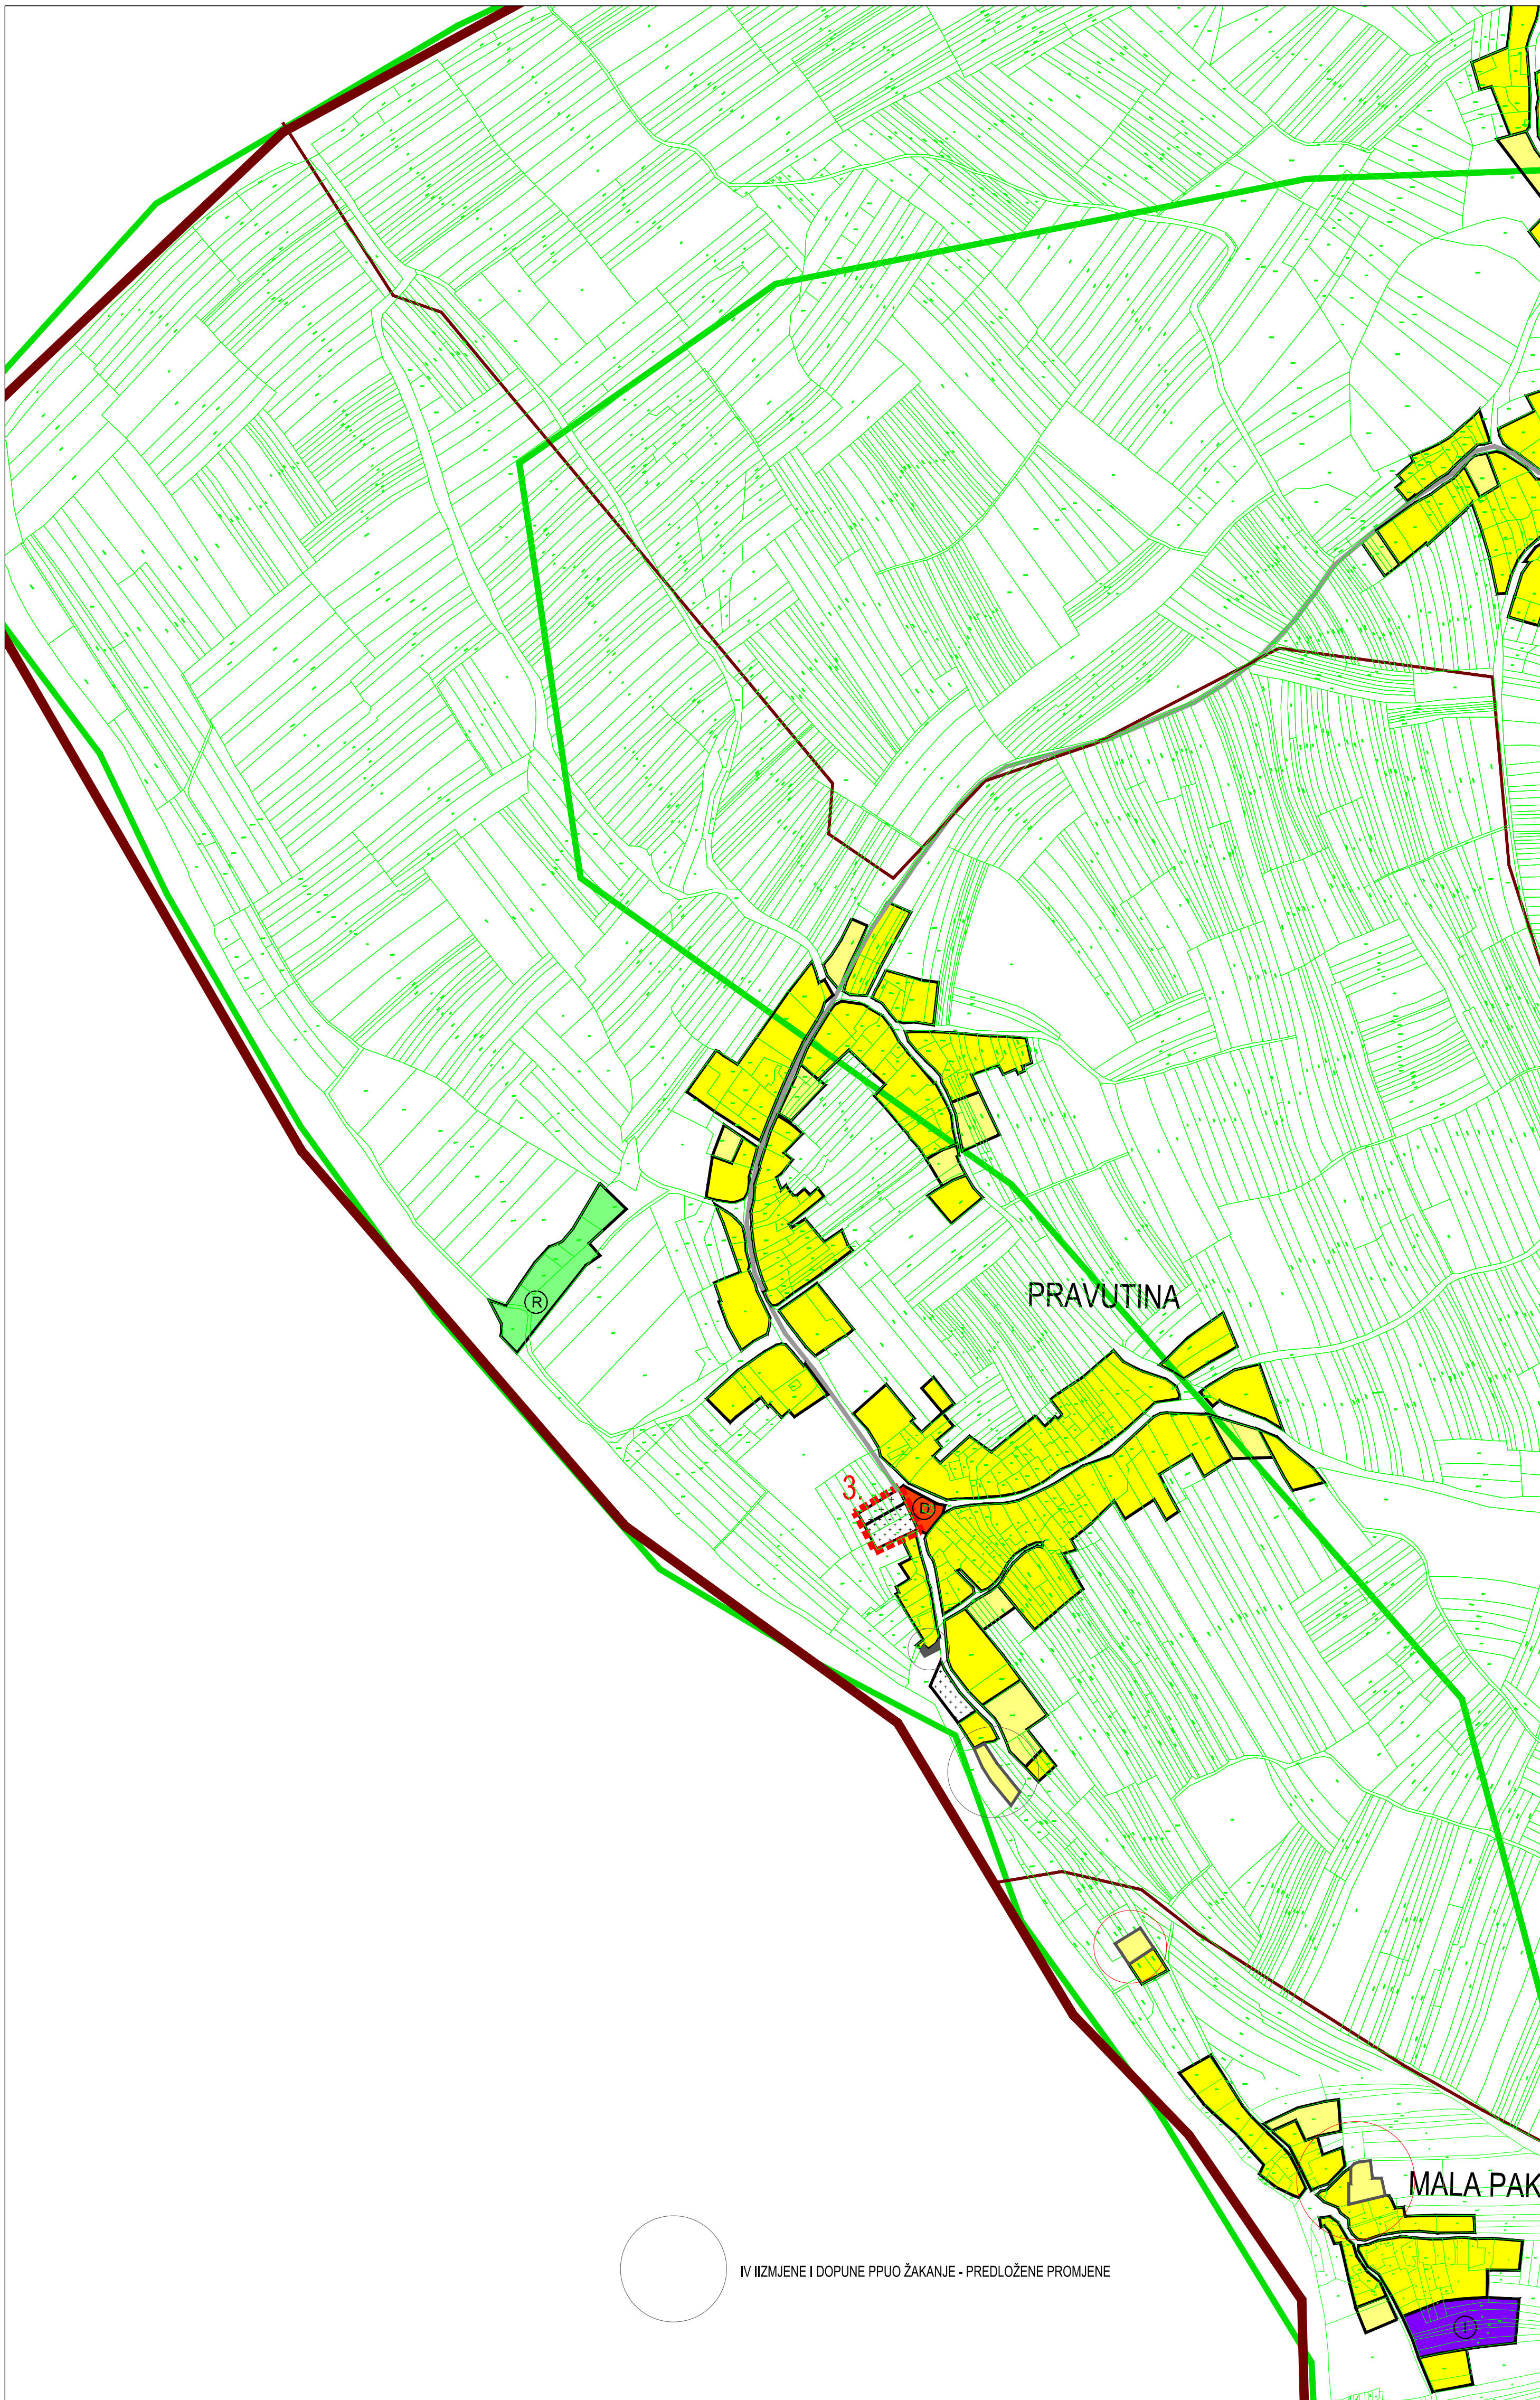 PRAVUTINA
R
3
D
MALA PAK
IV IIZMJENE I DOPUNE PPUO ŽAKANJE - PREDLOŽENE PROMJENE
I